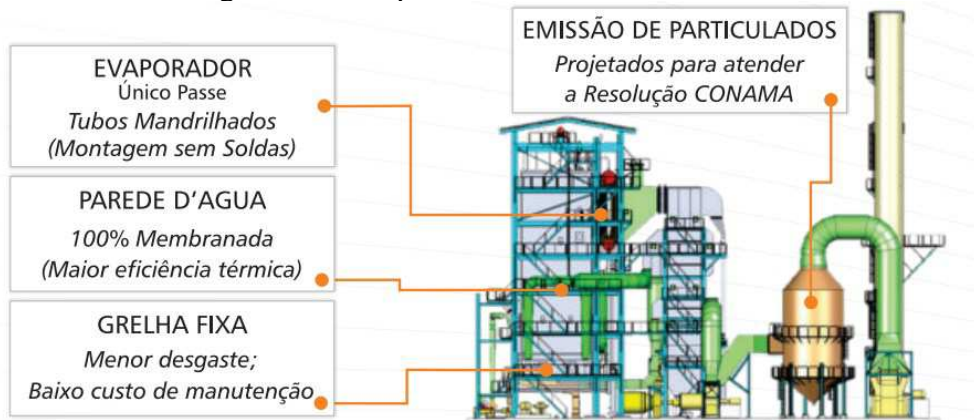 EVAPORADOR
Único Passe
Tubos Mandrilhados
(Montagem sem Soldas)
PAREDE D'AGUA
100% Membranada
(Maior eficiência térmica)
GRELHA FIXA
Menor desgaste;
Baixo custo de manutenção
EMISSÃO DE PARTICULADOS
Projetados para atender
a Resolução CONAMA